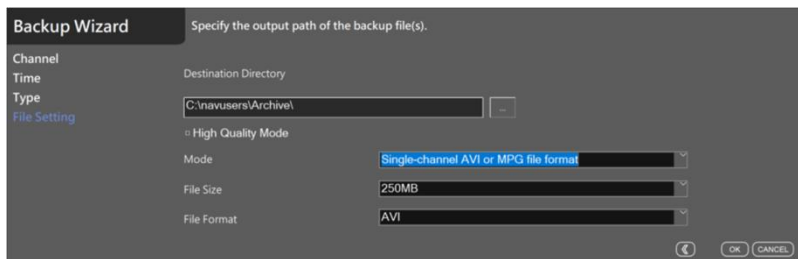 Backup Wizard
Specify the output path of the backup file(s).
Channel
Time
Type
File Setting
Destination Directory
C:\navusers\Archive\
...
High Quality Mode
Mode
Single-channel AVI or MPG file format
File Size
250MB
File Format
AVI
OK
CANCEL